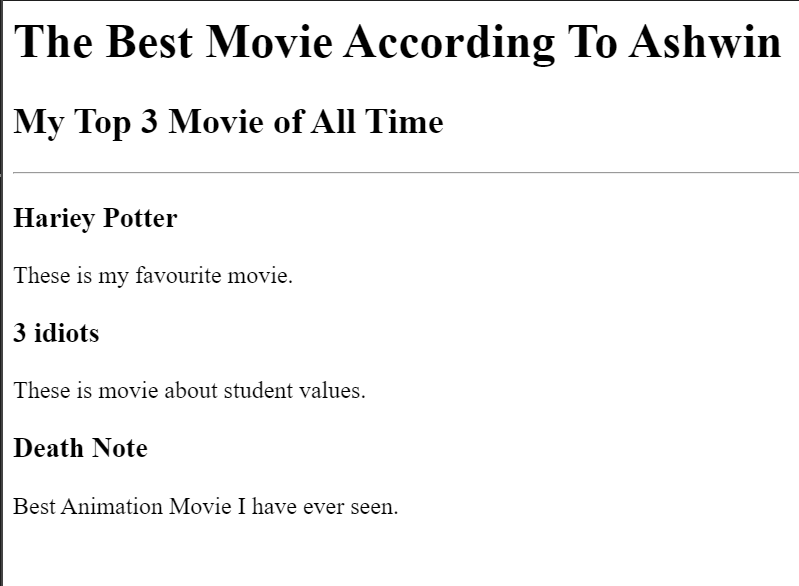 The Best Movie According To Ashwin
My Top 3 Movie of All Time
Hariey Potter
These is my favourite movie.
3 idiots
These is movie about student values.
Death Note
Best Animation Movie I have ever seen.